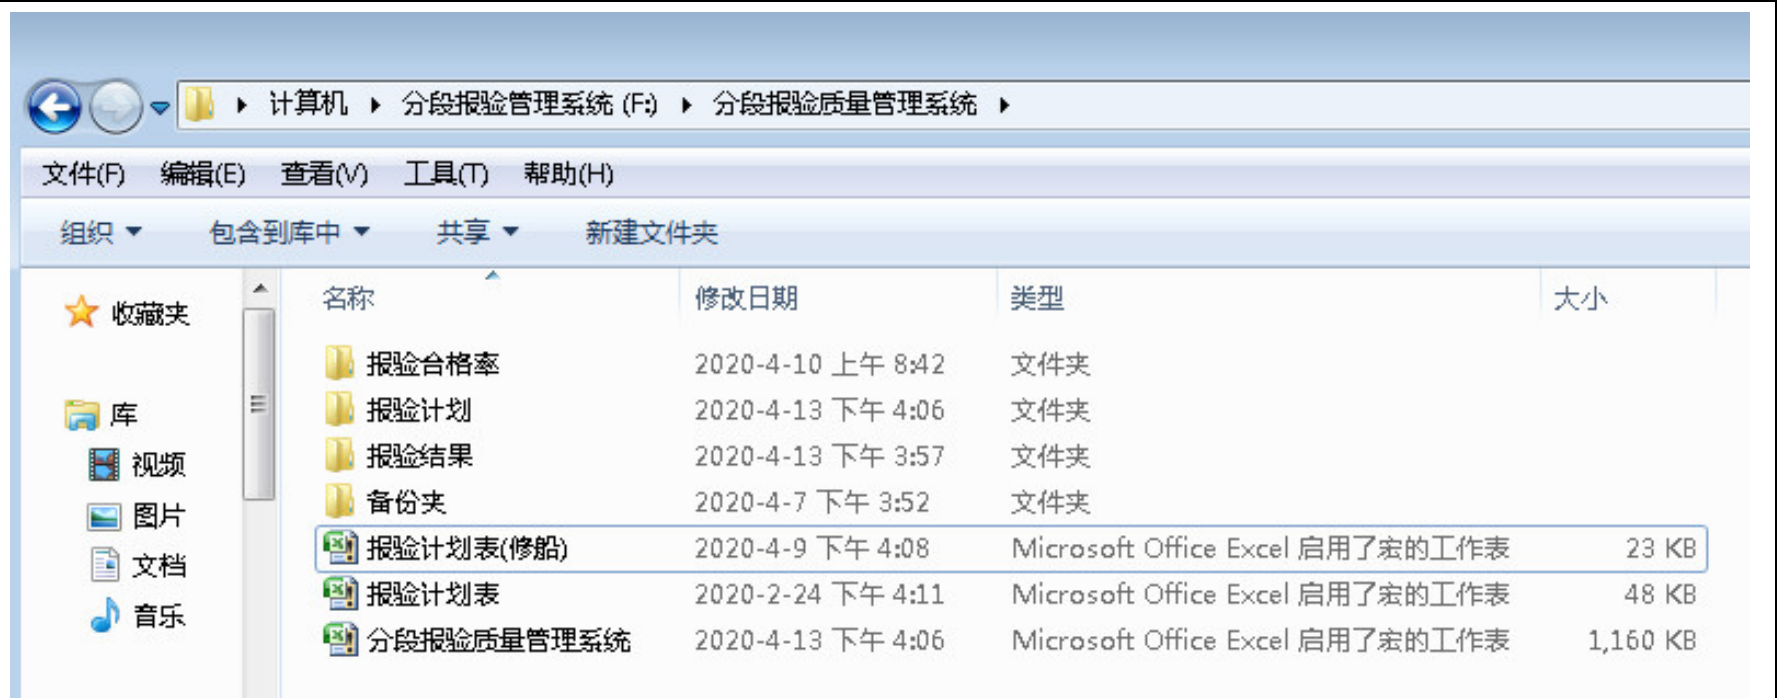 计算机 分段报验管理系统 (F:) 分段报验质量管理系统
文件(F) 编辑(E) 查看(V) 工具(T) 帮助(H)
组织 包含到库中 共享 新建文件夹
收藏夹
库
视频
图片
文档
音乐
名称 修改日期 类型 大小
报验合格率 2020-4-10 上午 8:42 文件夹
报验计划 2020-4-13 下午 4:06 文件夹
报验结果 2020-4-13 下午 3:57 文件夹
备份夹 2020-4-7 下午 3:52 文件夹
报验计划表(修船) 2020-4-9 下午 4:08 Microsoft Office Excel 启用了宏的工作表 23 KB
报验计划表 2020-2-24 下午 4:11 Microsoft Office Excel 启用了宏的工作表 48 KB
分段报验质量管理系统 2020-4-13 下午 4:06 Microsoft Office Excel 启用了宏的工作表 1,160 KB